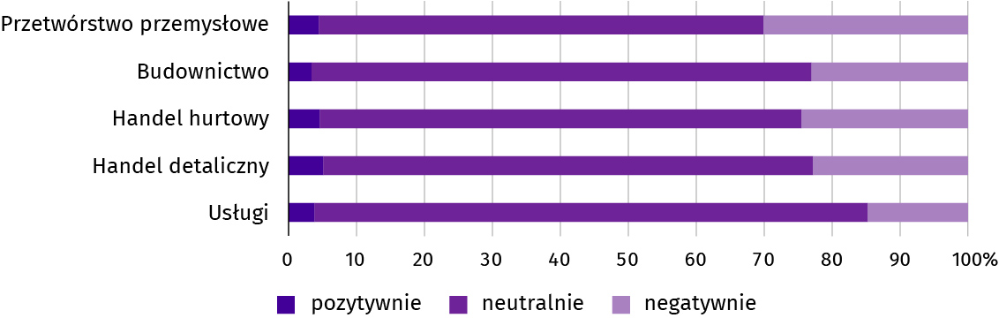 Przetwórstwo przemysłowe
Budownictwo
Handel hurtowy
Handel detaliczny
Usługi
0 10 20 30 40 50 60 70 80 90 100%
pozytywnie neutralnie negatywnie